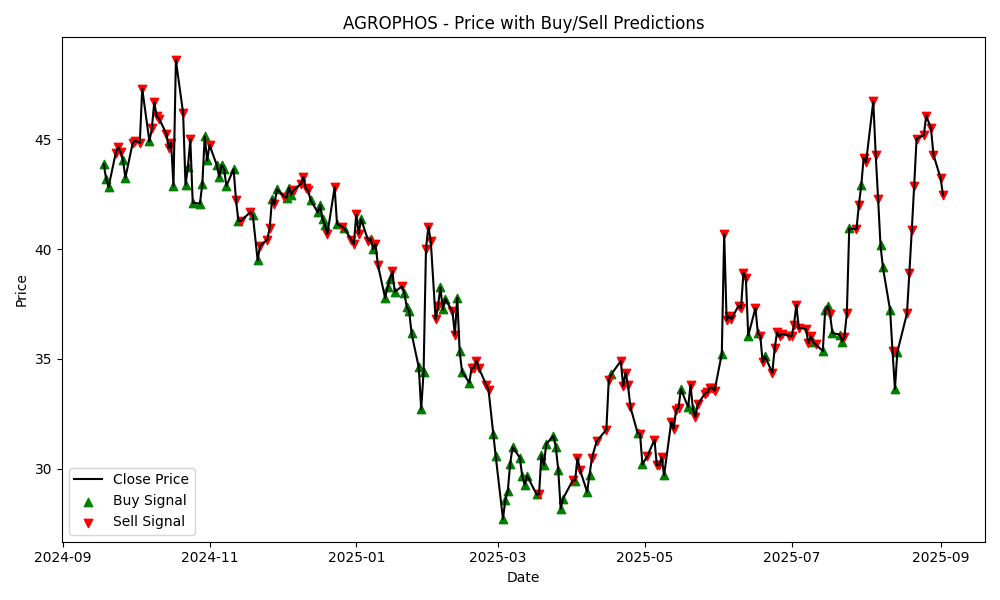 AGROPHOS - Price with Buy/Sell Predictions
Price
45
40
35
30
Close Price
Buy Signal
Sell Signal
2024-09 2024-11 2025-01 2025-03 2025-05 2025-07 2025-09
Date